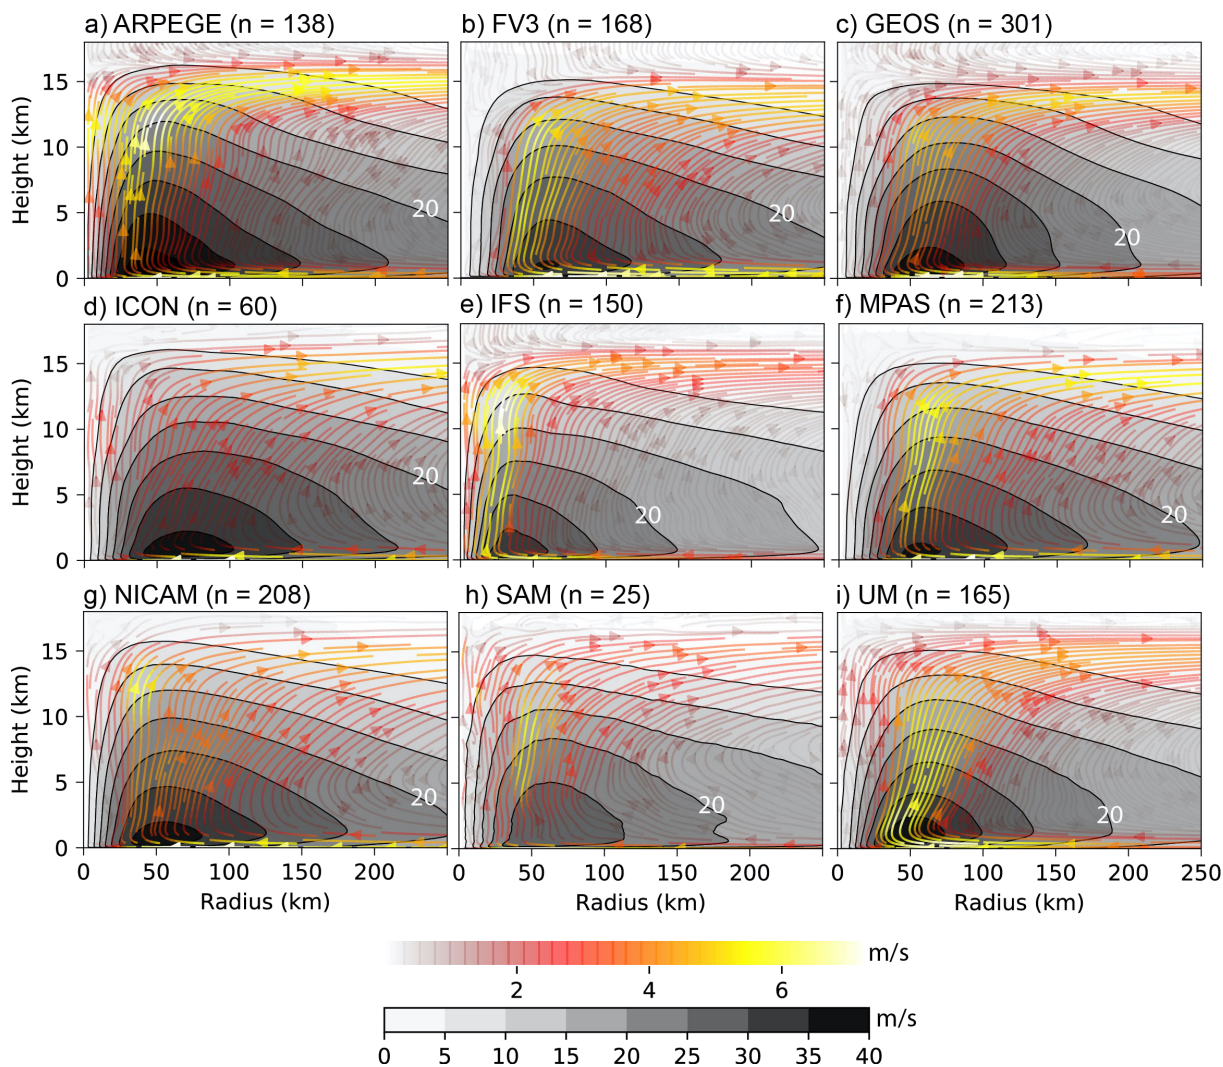 a) ARPEGE (n = 138)
b) FV3 (n = 168)
c) GEOS (n = 301)
Height (km)
15
10
5
0
20
20
20
d) ICON (n = 60)
e) IFS (n = 150)
f) MPAS (n = 213)
Height (km)
15
10
5
0
20
20
20
g) NICAM (n = 208)
h) SAM (n = 25)
i) UM (n = 165)
Height (km)
15
10
5
0
20
20
20
0 50 100 150 200
0 50 100 150 200
0 50 100 150 200 250
Radius (km)
Radius (km)
Radius (km)
m/s
2 4 6
m/s
0 5 10 15 20 25 30 35 40